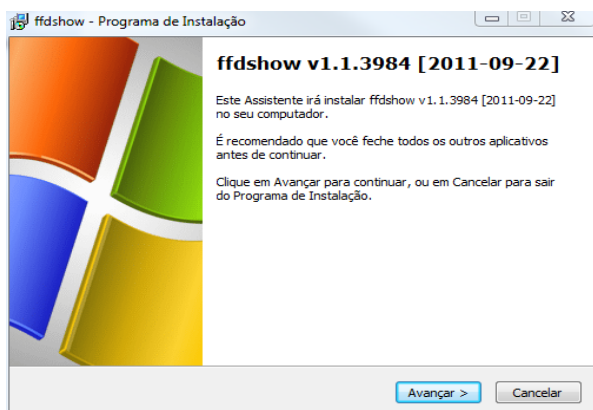 ffdshow - Programa de Instalação
ffdshow v1.1.3984 [2011-09-22]
Este Assistente irá instalar ffdshow v1.1.3984 [2011-09-22]
no seu computador.
É recomendado que você feche todos os outros aplicativos
antes de continuar.
Clique em Avançar para continuar, ou em Cancelar para sair
do Programa de Instalação.
Avançar >
Cancelar